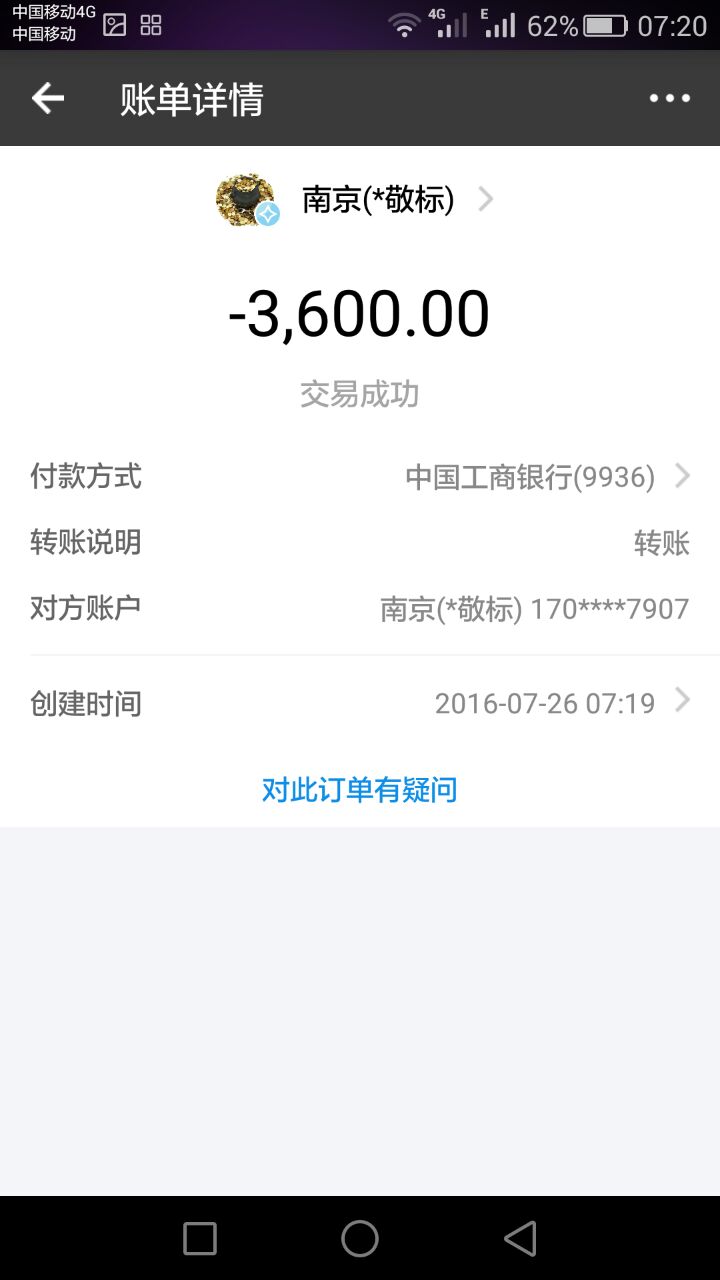 中国移动4G
中国移动
4G E 62% 07:20
账单详情
南京(*敬标)
-3,600.00
交易成功
付款方式 中国工商银行(9936)
转账说明 转账
对方账户 南京(*敬标) 170****7907
创建时间 2016-07-26 07:19
对此订单有疑问